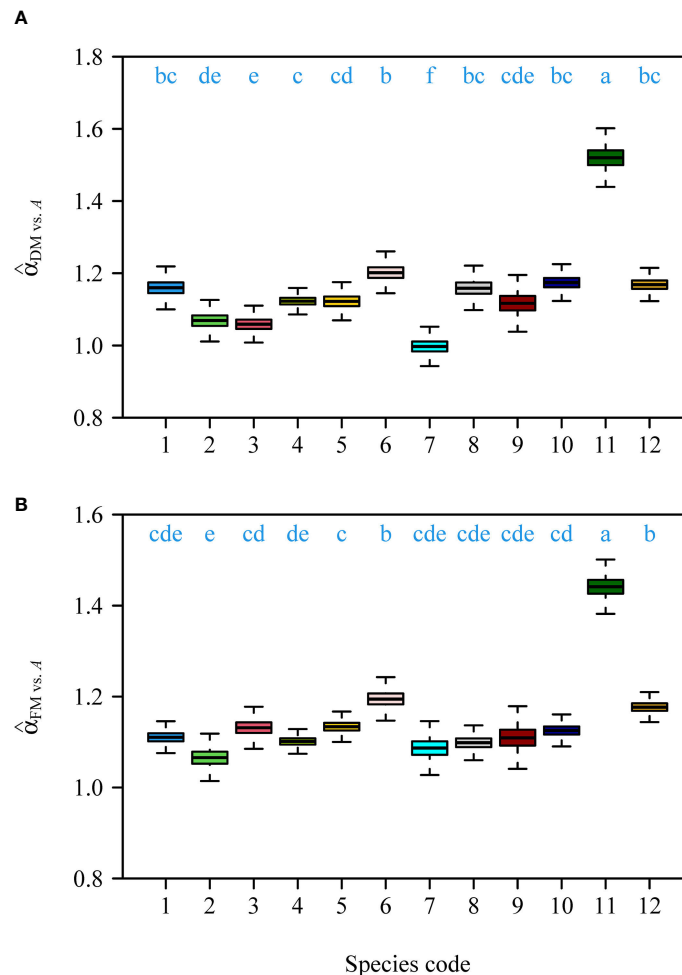 A
1.8
bc de e c cd b f bc cde bc a bc
1.6
1.4
α̂DM vs. A
1.2
1.0
0.8
1 2 3 4 5 6 7 8 9 10 11 12
B
1.6
cde e cd de c b cde cde cde cd a b
1.4
α̂FM vs. A
1.2
1.0
0.8
1 2 3 4 5 6 7 8 9 10 11 12
Species code